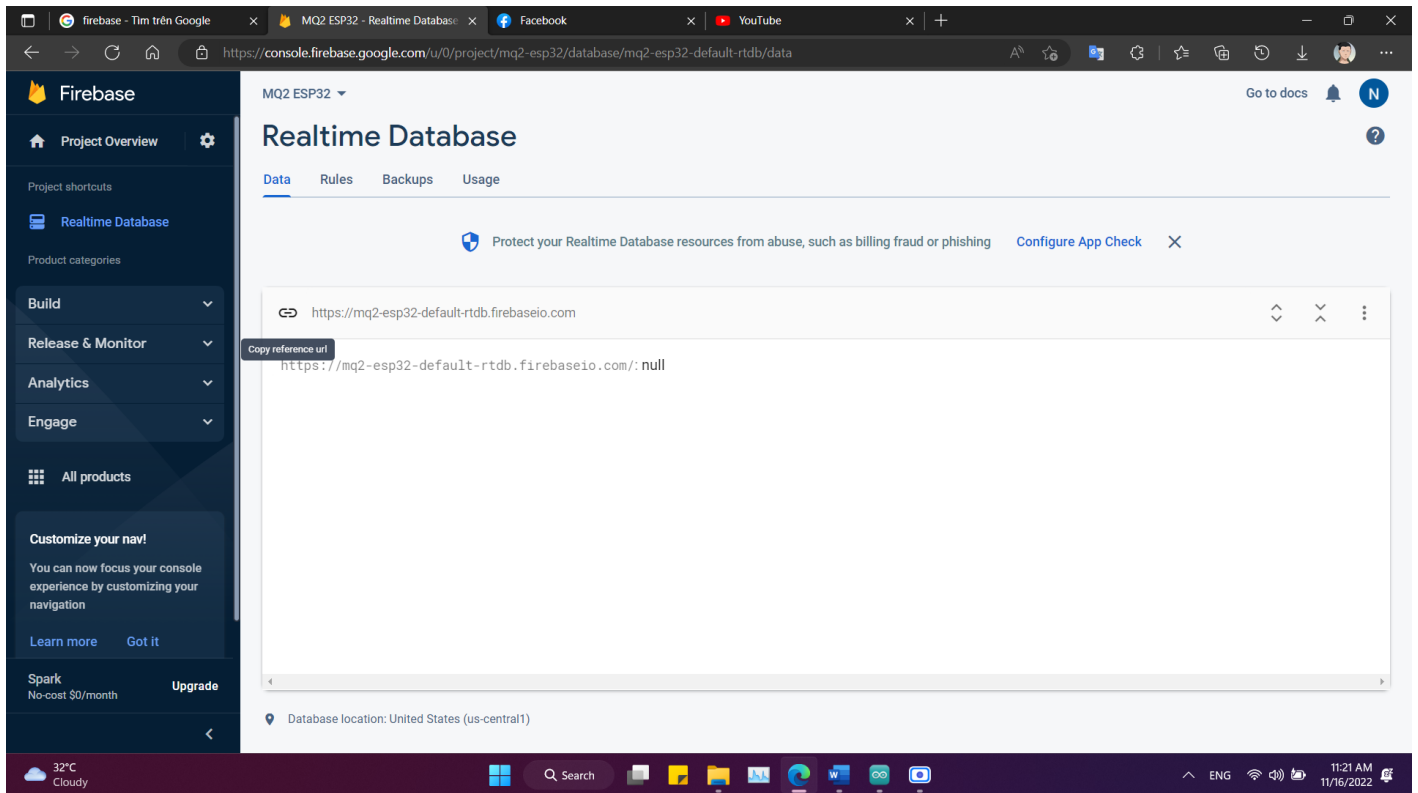 firebase - Tìm trên Google
MQ2 ESP32 - Realtime Database
Facebook
YouTube
https://console.firebase.google.com/u/0/project/mq2-esp32/database/mq2-esp32-default-rtdb/data
Firebase
MQ2 ESP32
Go to docs
N
Project Overview
Realtime Database
?
Project shortcuts
Data Rules Backups Usage
Realtime Database
Protect your Realtime Database resources from abuse, such as billing fraud or phishing Configure App Check
Product categories
Build
https://mq2-esp32-default-rtdb.firebaseio.com
Release & Monitor
Copy reference url
https://mq2-esp32-default-rtdb.firebaseio.com/: null
Analytics
Engage
All products
Customize your nav!
You can now focus your console
experience by customizing your
navigation
Learn more Got it
Spark
No-cost $0/month
Upgrade
Database location: United States (us-central1)
32°C
Cloudy
Search
ENG
11:21 AM
11/16/2022